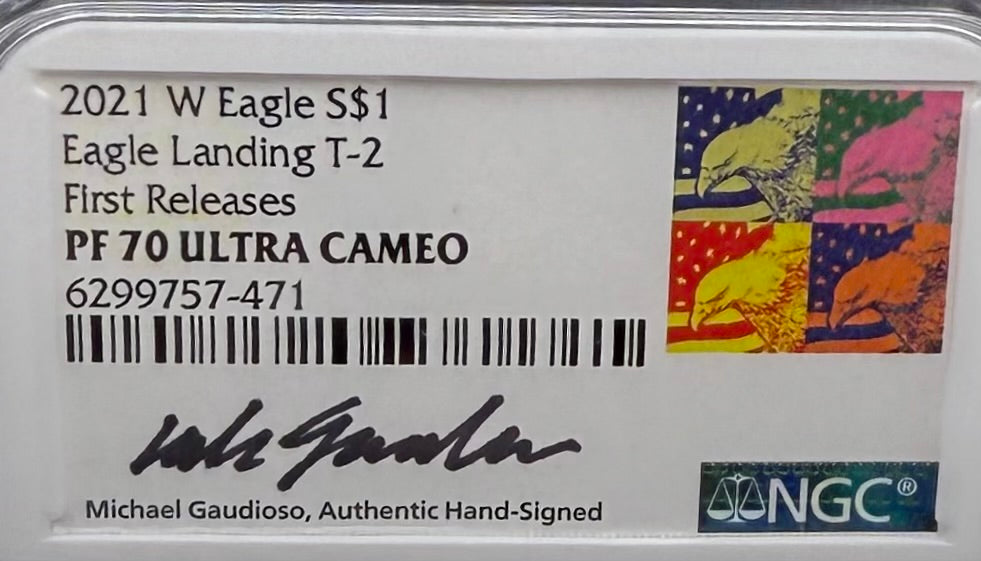 2021 W Eagle S$1
Eagle Landing T-2
First Releases
PF 70 ULTRA CAMEO
6299757-471
Michael Gaudioso, Authentic Hand-Signed
NGC®